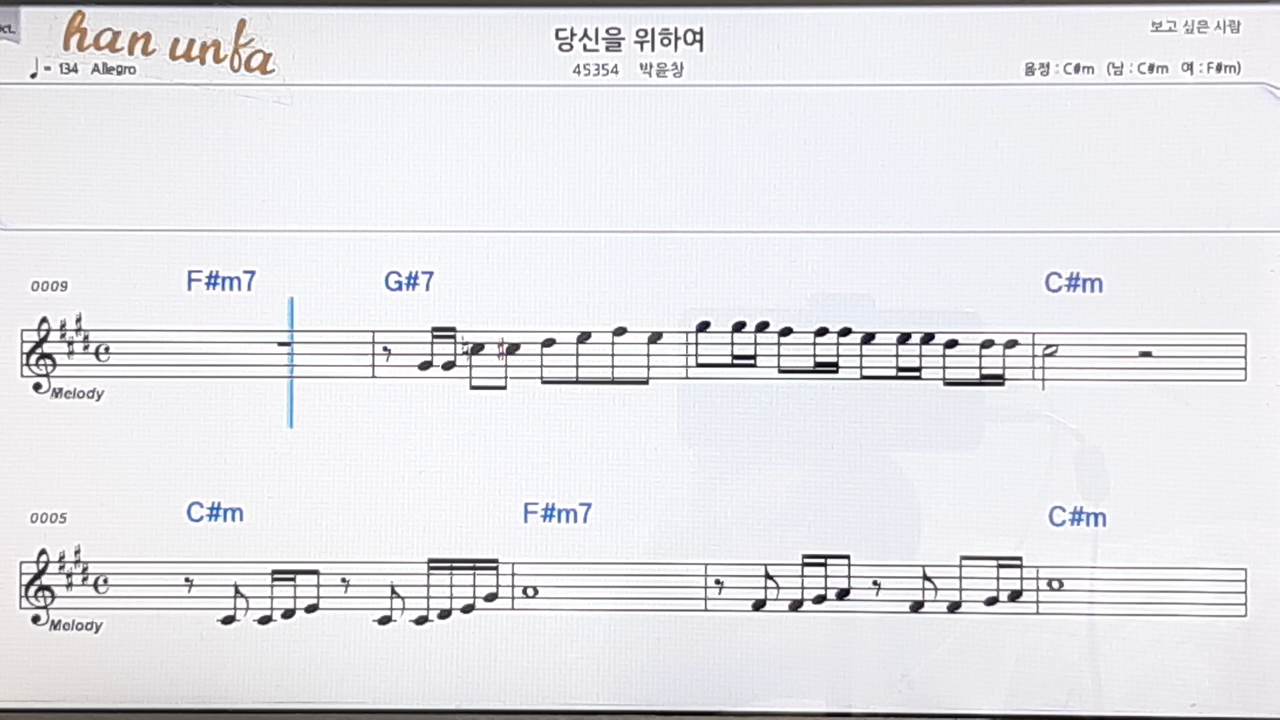 han unfa
당신을 위하여
보고 싶은 사람
♩= 134 Allegro
45354 박윤창
음정 : C#m (남 : C#m 여 : F#m)
0009 F#m7 G#7 C#m
Melody
0005 C#m F#m7 C#m
Melody